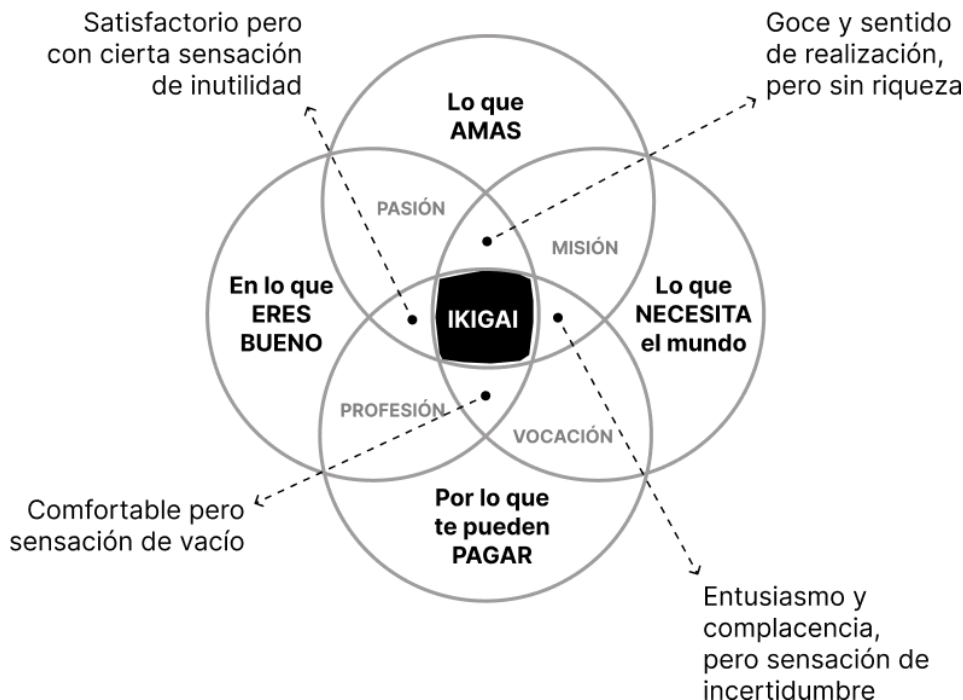 Satisfactorio pero
con cierta sensación
de inutilidad
Goce y sentido
de realización,
pero sin riqueza
Lo que
AMAS
PASIÓN
MISIÓN
En lo que
ERES
BUENO
IKIGAI
Lo que
NECESITA
el mundo
PROFESIÓN
VOCACIÓN
Por lo que
te pueden
PAGAR
Comfortable pero
sensación de vacío
Entusiasmo y
complacencia,
pero sensación de
incertidumbre